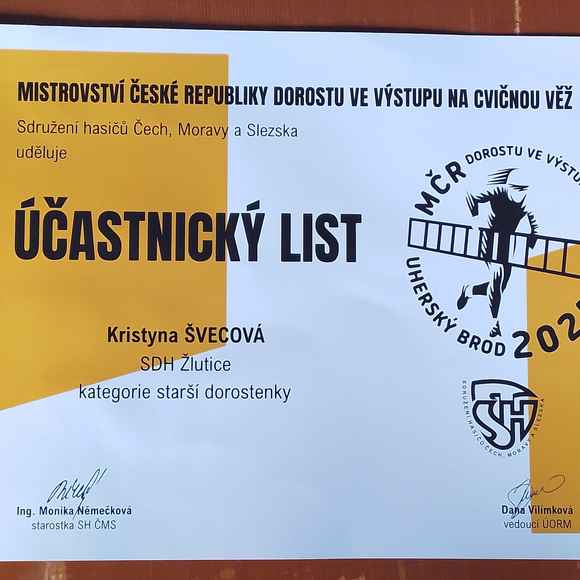 MISTROVSTVÍ ČESKÉ REPUBLIKY DOROSTU VE VÝSTUPU NA CVIČNOU VĚŽ
Sdružení hasičů Čech, Moravy a Slezska
uděluje
MČR DOROSTU VE VÝSTU
ÚČASTNICKÝ LIST
UHERSKÝ BROD 202
Kristyna ŠVECOVÁ
SDH Žlutice
kategorie starší dorostenky
SH
SDRUŽENÍ HASIČŮ ČECH, MORAVY A SLEZSKA
Ing. Monika Němečková
starostka SH ČMS
Dana Vilímková
vedoucí ÚORM